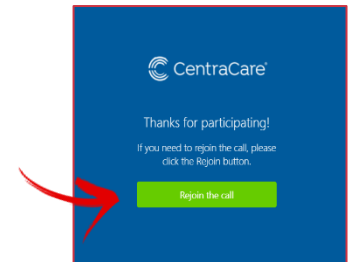 CentraCare®
Thanks for participating!
If you need to rejoin the call, please
click the Rejoin button.
Rejoin the call